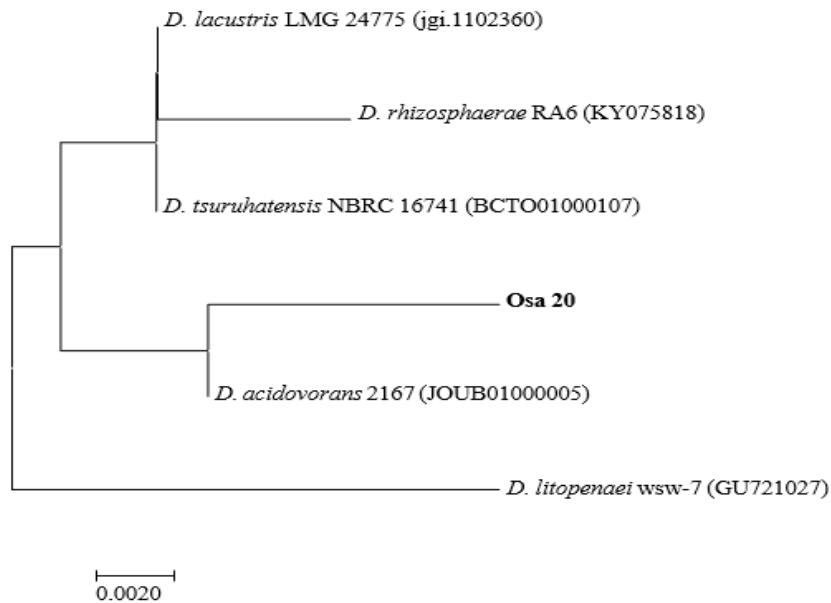 D. lacustris LMG 24775 (jgi.1102360)
D. rhizosphaerae RA6 (KY075818)
D. tsuruhatensis NBRC 16741 (BCTO01000107)
Osa 20
D. acidovorans 2167 (JOUB01000005)
D. litopenaei wsw-7 (GU721027)
0.0020